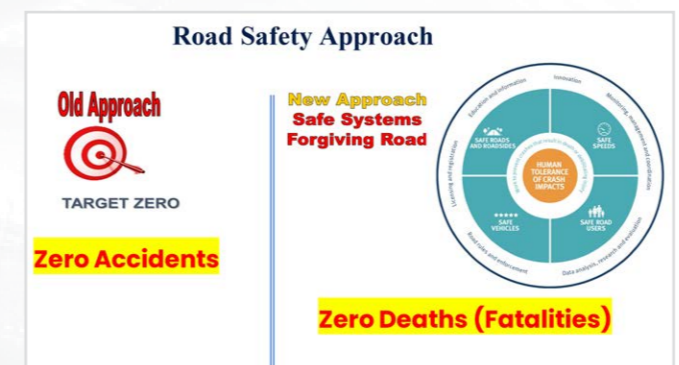 Road Safety Approach
Old Approach
TARGET ZERO
Zero Accidents
New Approach
Safe Systems
Forgiving Road
Zero Deaths (Fatalities)
Education and information
Innovation
Monitoring, management and coordination
Data analysis, research and evaluation
Road rules and enforcement
Licensing and registration
SAFE ROADS
AND ROADSIDES
SAFE
SPEEDS
HUMAN
TOLERANCE
OF CRASH
IMPACTS
SAFE
VEHICLES
SAFE ROAD
USERS